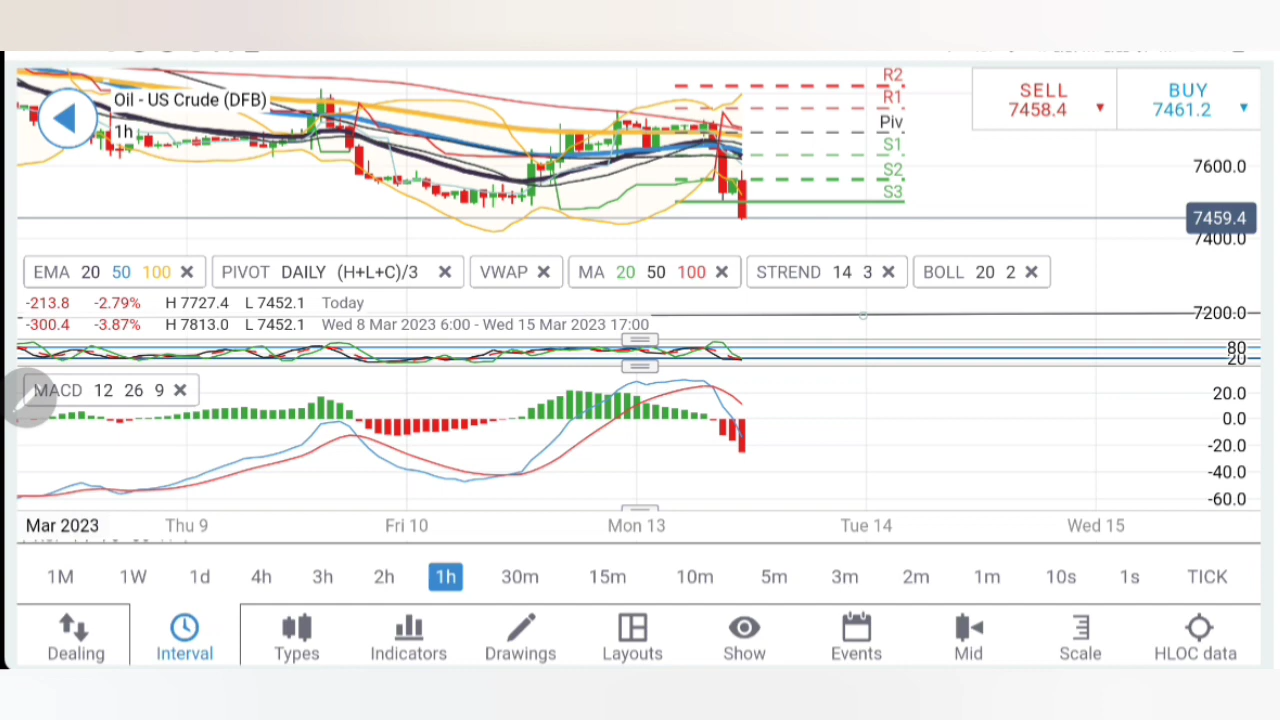 Oil - US Crude (DFB)
1h
R2
R1
Piv
S1
S2
S3
SELL
7458.4
BUY
7461.2
7600.0
7459.4
7400.0
7200.0
EMA 20 50 100
PIVOT DAILY (H+L+C)/3
VWAP
MA 20 50 100
STREND 14 3
BOLL 20 2
-213.8 -2.79% H 7727.4 L 7452.1 Today
-300.4 -3.87% H 7813.0 L 7452.1 Wed 8 Mar 2023 6:00 - Wed 15 Mar 2023 17:00
80
20
MACD 12 26 9
20.0
0.0
-20.0
-40.0
-60.0
Mar 2023 Thu 9 Fri 10 Mon 13 Tue 14 Wed 15
1M 1W 1d 4h 3h 2h 1h 30m 15m 10m 5m 3m 2m 1m 10s 1s TICK
Dealing Interval Types Indicators Drawings Layouts Show Events Mid Scale HLOC data